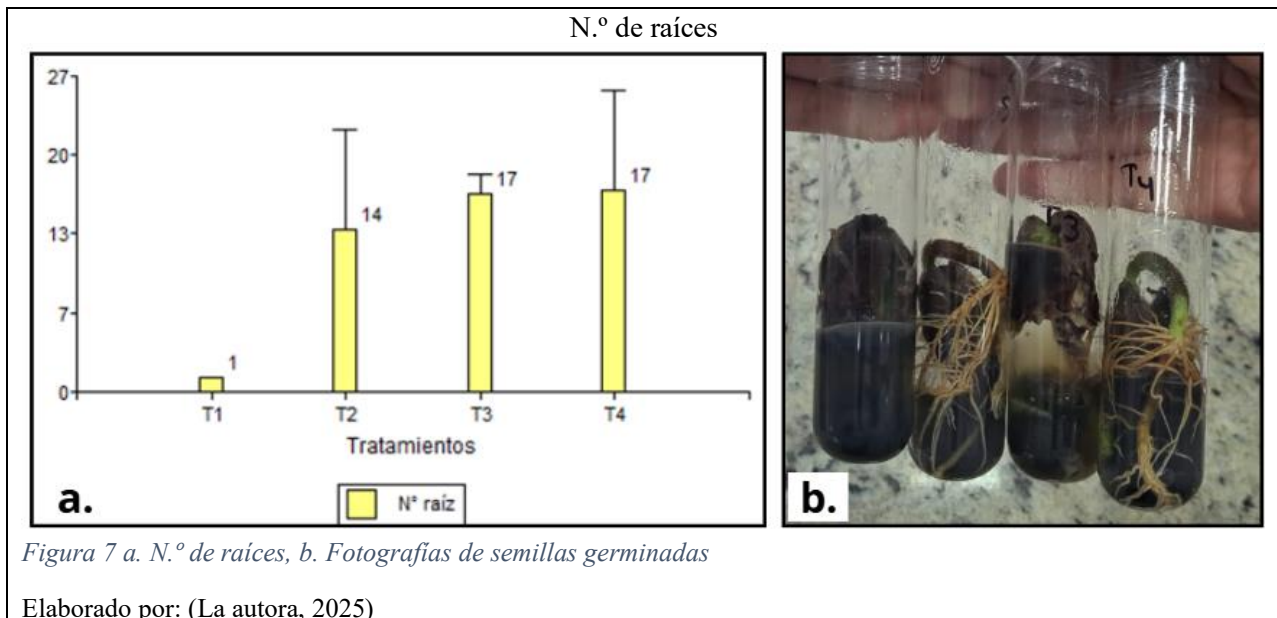 N.º de raíces
27
20
13
7
0
1
14
17
17
T1 T2 T3 T4
Tratamientos
N° raíz
a.
T3
T4
b.
Figura 7 a. N.º de raíces, b. Fotografías de semillas germinadas
Elaborado por: (La autora, 2025)